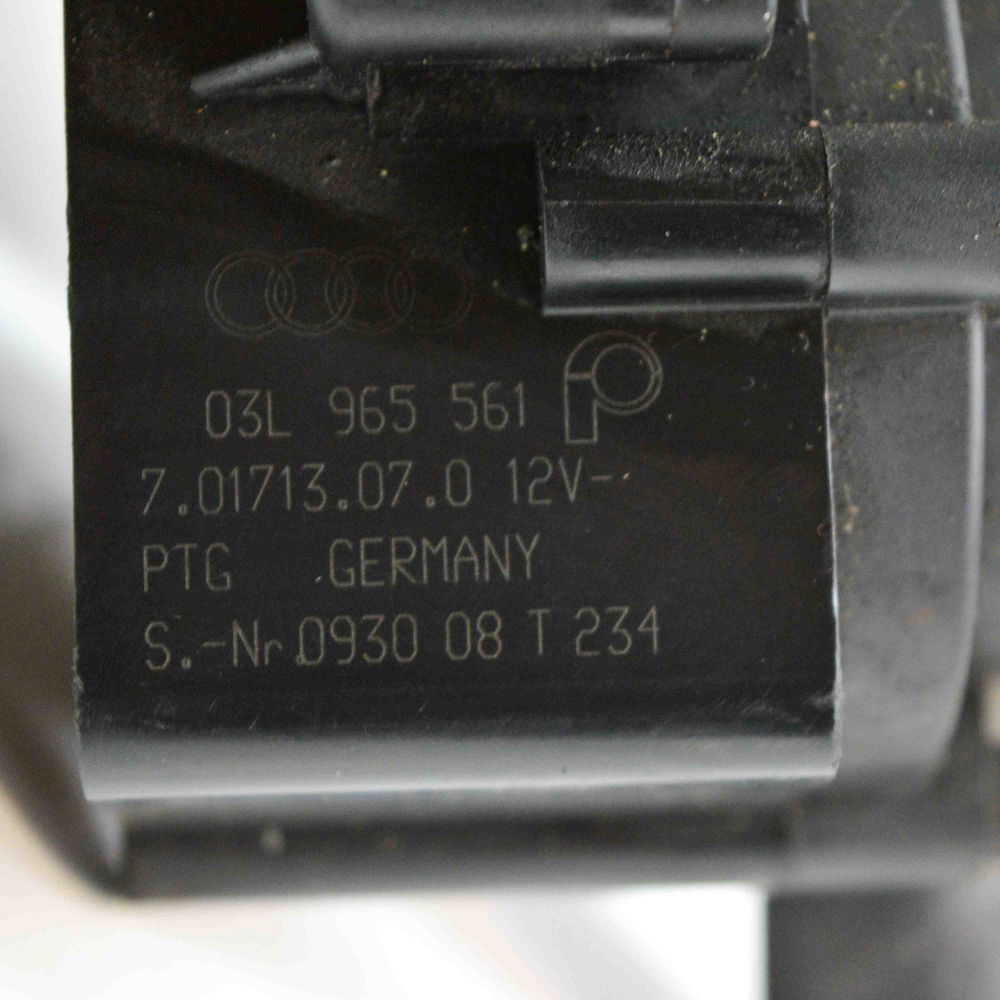 03L 965 561
7.01713.07.0 12V-
PTG GERMANY
S.-Nr.0930 08 T 234